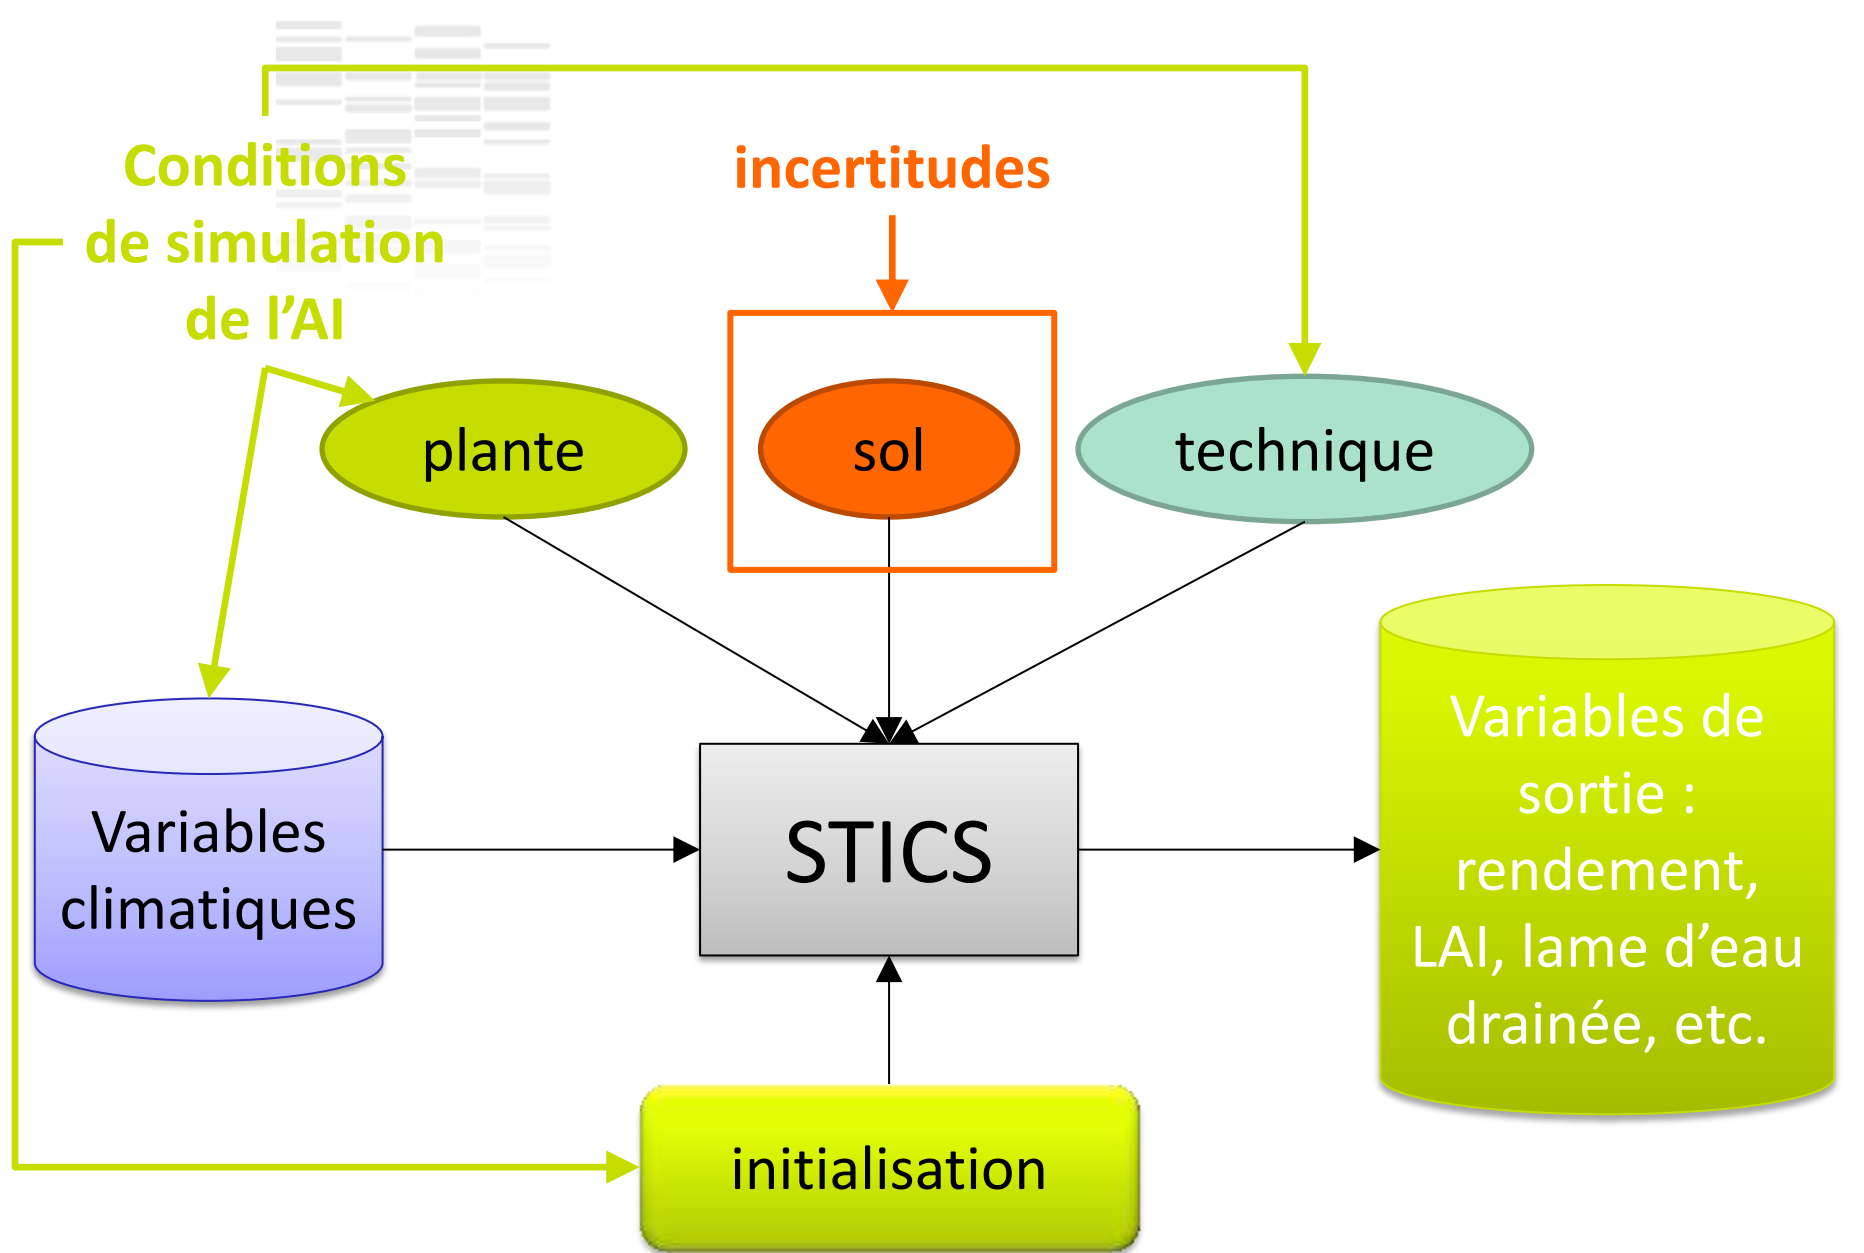 Conditions
de simulation
de l’AI
incertitudes
plante
sol
technique
Variables
climatiques
STICS
Variables de
sortie :
rendement,
LAI, lame d’eau
drainée, etc.
initialisation